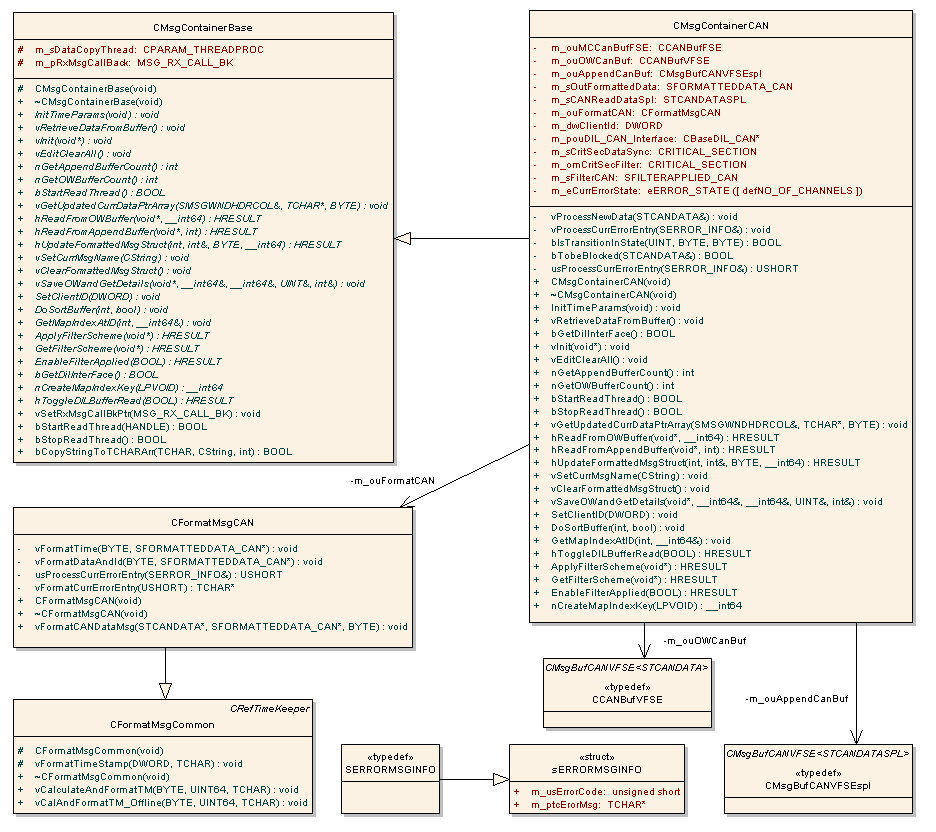 CMsgContainerBase
# m_sDataCopyThread: CPARAM_THREADPROC
# m_pRxMsgCallBack: MSG_RX_CALL_BK
# CMsgContainerBase(void)
+ ~CMsgContainerBase(void)
+ InitTimeParams(void) : void
+ vRetrieveDataFromBuffer() : void
+ vInit(void*) : void
+ vEditClearAll() : void
+ nGetAppendBufferCount() : int
+ nGetOWBufferCount() : int
+ bStartReadThread() : BOOL
+ vGetUpdatedCurrDataPtrArray(SMSGWNDHDRCOL&, TCHAR*, BYTE) : void
+ hReadFromOWBuffer(void*, __int64) : HRESULT
+ hReadFromAppendBuffer(void*, int) : HRESULT
+ hUpdateFormattedMsgStruct(int, int&, BYTE, __int64) : HRESULT
+ vSetCurrMsgName(CString) : void
+ vClearFormattedMsgStruct() : void
+ vSaveOWandGetDetails(void*, __int64&, __int64&, UINT&, int&) : void
+ SetClientID(DWORD) : void
+ DoSortBuffer(int, bool) : void
+ GetMapIndexAtID(int, __int64&) : void
+ ApplyFilterScheme(void*) : HRESULT
+ GetFilterScheme(void*) : HRESULT
+ EnableFilterApplied(BOOL) : HRESULT
+ bGetDilInterFace() : BOOL
+ nCreateMapIndexKey(LPVOID) : __int64
+ hToggleDILBufferRead(BOOL) : HRESULT
+ vSetRxMsgCallBkPtr(MSG_RX_CALL_BK) : void
+ bStartReadThread(HANDLE) : BOOL
+ bStopReadThread() : BOOL
+ bCopyStringToTCHARArr(TCHAR, CString, int) : BOOL
CMsgContainerCAN
- m_ouMCCanBufFSE: CCANBufFSE
- m_ouOWCanBuf: CCANBufVFSE
- m_ouAppendCanBuf: CMsgBufCANVFSEspl
- m_sOutFormattedData: SFORMATTEDDATA_CAN
- m_sCANReadDataSpl: STCANDATASPL
- m_ouFormatCAN: CFormatMsgCAN
- m_dwClientId: DWORD
- m_pouDIL_CAN_Interface: CBaseDIL_CAN*
- m_sCritSecDataSync: CRITICAL_SECTION
- m_omCritSecFilter: CRITICAL_SECTION
- m_sFilterCAN: SFILTERAPPLIED_CAN
- m_eCurrErrorState: eERROR_STATE ([ defNO_OF_CHANNELS ])
- vProcessNewData(STCANDATA&) : void
- vProcessCurrErrorEntry(SERROR_INFO&) : void
- bIsTransitionInState(UINT, BYTE, BYTE) : BOOL
- bTobeBlocked(STCANDATA&) : BOOL
- usProcessCurrErrorEntry(SERROR_INFO&) : USHORT
+ CMsgContainerCAN(void)
+ ~CMsgContainerCAN(void)
+ InitTimeParams(void) : void
+ vRetrieveDataFromBuffer() : void
+ bGetDilInterFace() : BOOL
+ vInit(void*) : void
+ vEditClearAll() : void
+ nGetAppendBufferCount() : int
+ nGetOWBufferCount() : int
+ bStartReadThread() : BOOL
+ bStopReadThread() : BOOL
+ vGetUpdatedCurrDataPtrArray(SMSGWNDHDRCOL&, TCHAR*, BYTE) : void
+ hReadFromOWBuffer(void*, __int64) : HRESULT
+ hReadFromAppendBuffer(void*, int) : HRESULT
+ hUpdateFormattedMsgStruct(int, int&, BYTE, __int64) : HRESULT
+ vSetCurrMsgName(CString) : void
+ vClearFormattedMsgStruct() : void
+ vSaveOWandGetDetails(void*, __int64&, __int64&, UINT&, int&) : void
+ SetClientID(DWORD) : void
+ DoSortBuffer(int, bool) : void
+ GetMapIndexAtID(int, __int64&) : void
+ hToggleDILBufferRead(BOOL) : HRESULT
+ ApplyFilterScheme(void*) : HRESULT
+ GetFilterScheme(void*) : HRESULT
+ EnableFilterApplied(BOOL) : HRESULT
+ nCreateMapIndexKey(LPVOID) : __int64
-m_ouFormatCAN
CFormatMsgCAN
- vFormatTime(BYTE, SFORMATTEDDATA_CAN*) : void
- vFormatDataAndId(BYTE, SFORMATTEDDATA_CAN*) : void
- usProcessCurrErrorEntry(SERROR_INFO&) : USHORT
- vFormatCurrErrorEntry(USHORT) : TCHAR*
+ CFormatMsgCAN(void)
+ ~CFormatMsgCAN(void)
+ vFormatCANDataMsg(STCANDATA*, SFORMATTEDDATA_CAN*, BYTE) : void
-m_ouOWCanBuf
CMsgBufCANVFSE<STCANDATA>
«typedef»
CCANBufVFSE
-m_ouAppendCanBuf
CMsgBufCANVFSE<STCANDATASPL>
«typedef»
CMsgBufCANVFSEspl
CRefTimeKeeper
CFormatMsgCommon
# CFormatMsgCommon(void)
# vFormatTimeStamp(DWORD, TCHAR) : void
+ ~CFormatMsgCommon(void)
+ vCalculateAndFormatTM(BYTE, UINT64, TCHAR) : void
+ vCalAndFormatTM_Offline(BYTE, UINT64, TCHAR) : void
«typedef»
SERRORMSGINFO
«struct»
sERRORMSGINFO
+ m_usErrorCode: unsigned short
+ m_ptcErorMsg: TCHAR*